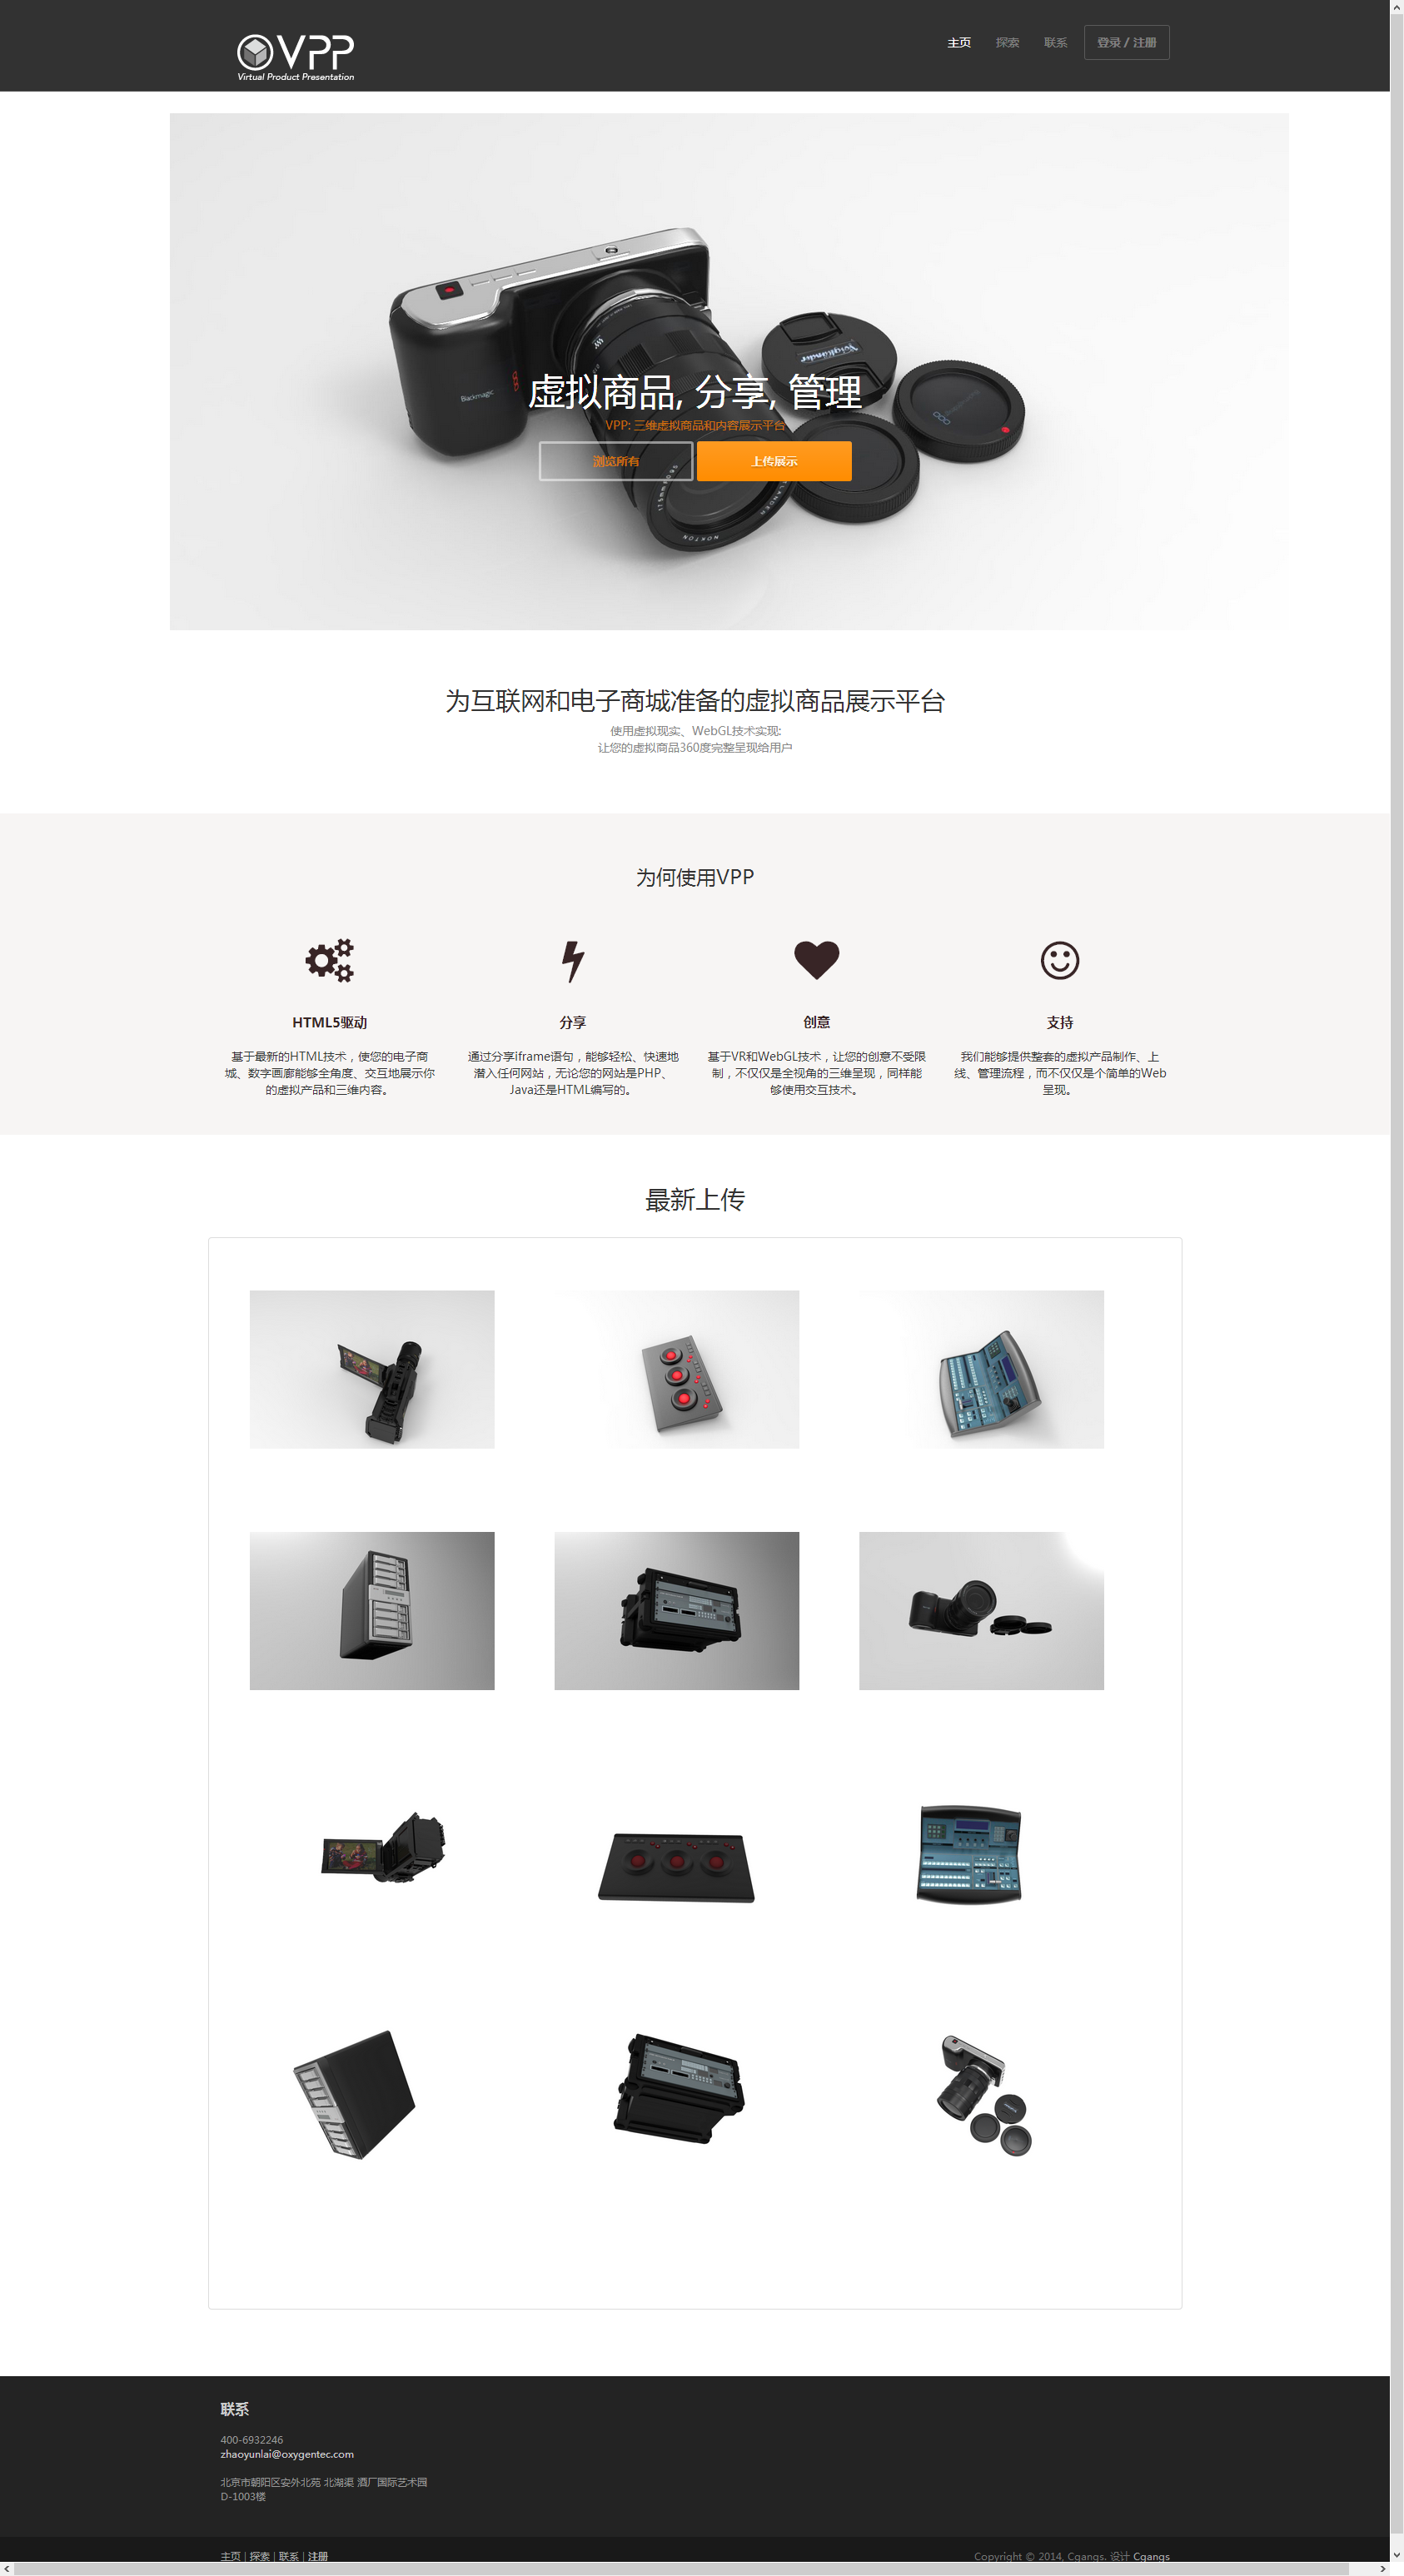 VPP
Virtual Product Presentation
主页 探索 联系 登录 / 注册
Blackmagic
Voigtländer
虚拟商品, 分享, 管理
VPP: 三维虚拟商品和内容展示平台
浏览所有 上传展示
NOKTON
为互联网和电子商城准备的虚拟商品展示平台
使用虚拟现实、WebGL技术实现:
让您的虚拟商品360度完整呈现给用户
为何使用VPP
HTML5驱动
基于最新的HTML技术，使您的电子商
城、数字画廊能够全角度、交互地展示你
的虚拟产品和三维内容。
分享
通过分享iframe语句，能够轻松、快速地
潜入任何网站，无论您的网站是PHP、
Java还是HTML编写的。
创意
基于VR和WebGL技术，让您的创意不受限
制，不仅仅是全视角的三维呈现，同样能
够使用交互技术。
支持
我们能够提供整套的虚拟产品制作、上
线、管理流程，而不仅仅是个简单的Web
呈现。
最新上传
联系
400-6932246
zhaoyunlai@oxygentec.com
北京市朝阳区安外北苑 北湖渠 酒厂国际艺术园
D-1003楼
主页 | 探索 | 联系 | 注册
Copyright © 2014, Cgangs. 设计 Cgangs